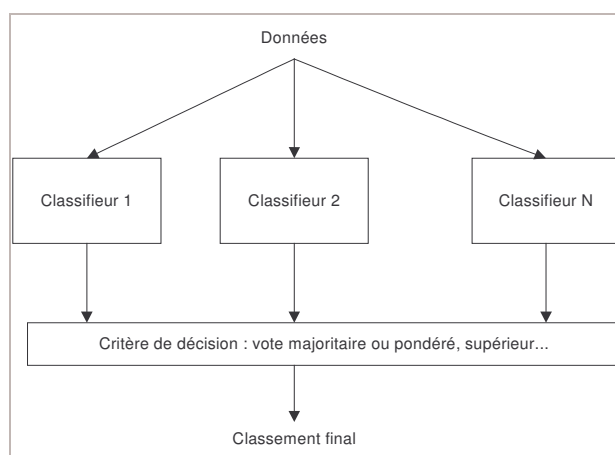 Données
Classifieur 1
Classifieur 2
Classifieur N
Critère de décision : vote majoritaire ou pondéré, supérieur...
Classement final